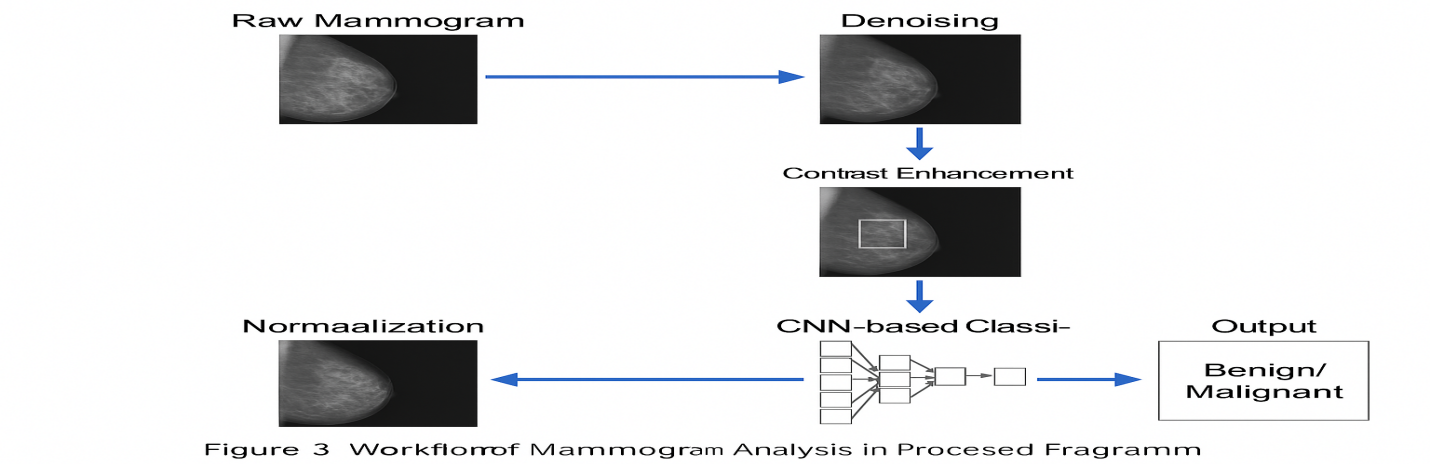 Raw Mammogram
Denoising
Contrast Enhancement
Normaalization
CNN-based Classi-
Output
Benign/
Malignant
Figure 3 Workflomof Mammogram Analysis in Procesed Fragramm